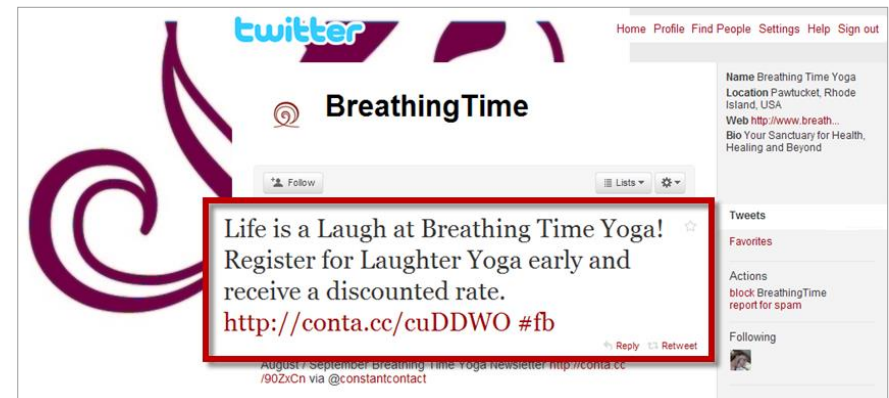 twitter
Home Profile Find People Settings Help Sign out
BreathingTime
Follow
Lists
Life is a Laugh at Breathing Time Yoga!
Register for Laughter Yoga early and
receive a discounted rate.
http://conta.cc/cuDDWO #fb
Reply Retweet
August / September Breathing Time Yoga Newsletter http://conta.cc
/90ZxCn via @constantcontact
Name Breathing Time Yoga
Location Pawtucket, Rhode
Island, USA
Web http://www.breath...
Bio Your Sanctuary for Health,
Healing and Beyond
Tweets
Favorites
Actions
block BreathingTime
report for spam
Following